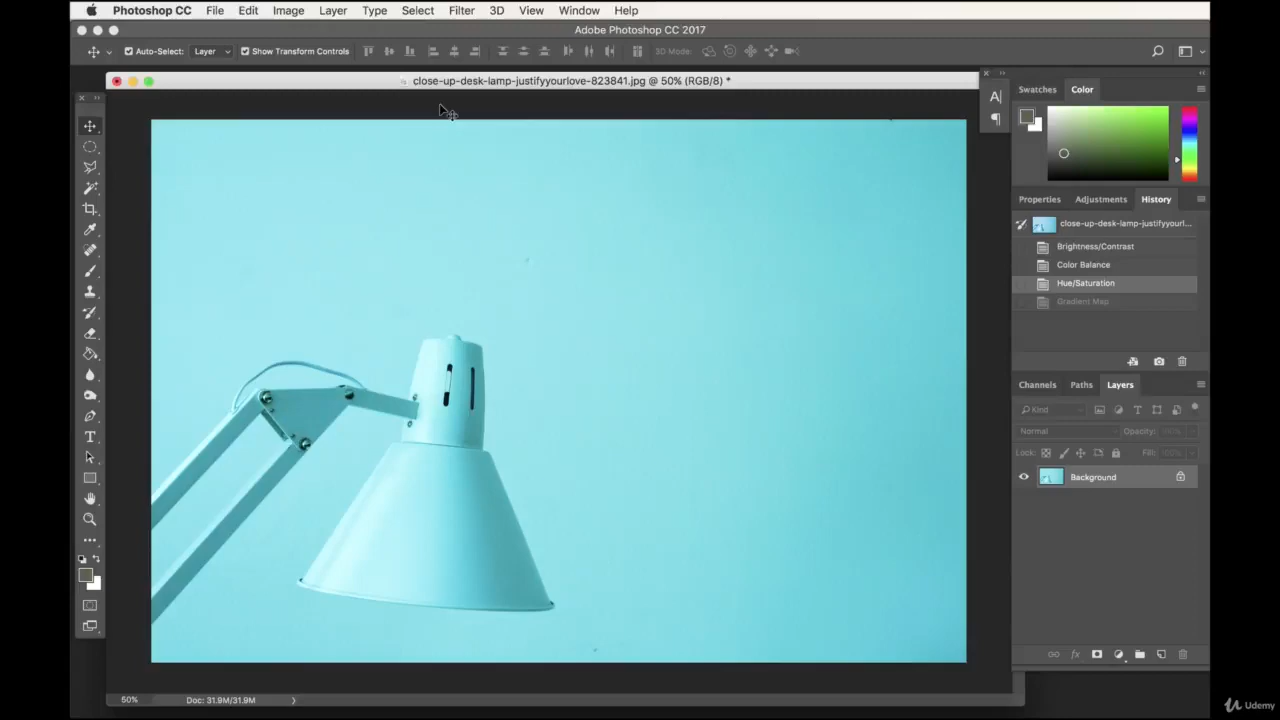 Photoshop CC File Edit Image Layer Type Select Filter 3D View Window Help
Adobe Photoshop CC 2017
Auto-Select: Layer Show Transform Controls 3D Mode:
close-up-desk-lamp-justifyyourlove-823841.jpg @ 50% (RGB/8) *
Swatches Color
Properties Adjustments History
close-up-desk-lamp-justifyyourl...
Brightness/Contrast
Color Balance
Hue/Saturation
Gradient Map
Channels Paths Layers
Kind
Normal Opacity: 100%
Lock: Fill: 100%
Background
50% Doc: 31.9M/31.9M
Udemy